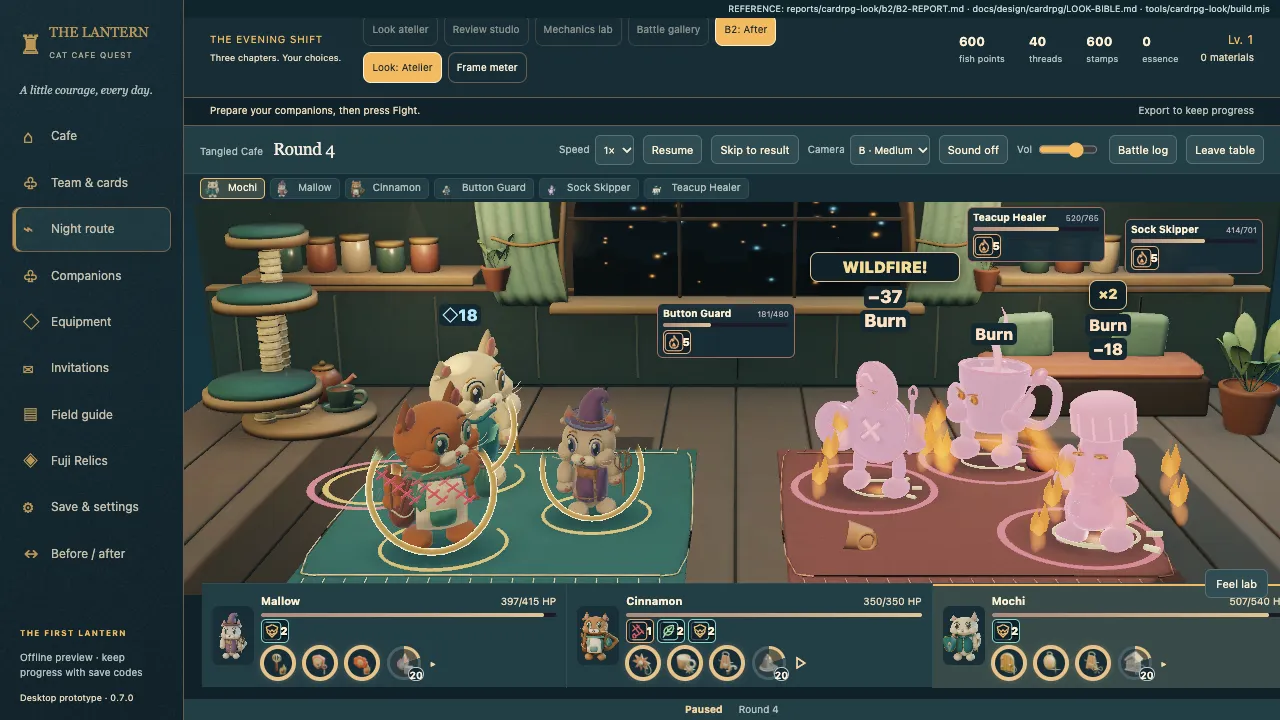 REFERENCE: reports/cardrpg-look/b2/B2-REPORT.md · docs/design/cardrpg/LOOK-BIBLE.md · tools/cardrpg-look/build.mjs
THE LANTERN
CAT CAFE QUEST
A little courage, every day.
Cafe
Team & cards
Night route
Companions
Equipment
Invitations
Field guide
Fuji Relics
Save & settings
Before / after
THE FIRST LANTERN
Offline preview · keep
progress with save codes
Desktop prototype · 0.7.0
THE EVENING SHIFT
Three chapters. Your choices.
Look atelier
Review studio
Mechanics lab
Battle gallery
B2: After
Look: Atelier
Frame meter
600
fish points
40
threads
600
stamps
0
essence
Lv. 1
0 materials
Prepare your companions, then press Fight.
Export to keep progress
Tangled Cafe
Round 4
Speed
1×
Resume
Skip to result
Camera
B · Medium
Sound off
Vol
Battle log
Leave table
Mochi
Mallow
Cinnamon
Button Guard
Sock Skipper
Teacup Healer
Teacup Healer 520/765
5
Sock Skipper 414/701
5
WILDFIRE!
−37
Burn
Button Guard 181/480
5
18
×2
Burn
Burn
−18
Feel lab
Mallow 397/415 HP
2
20
Cinnamon 350/350 HP
1
2
2
20
Mochi 507/540 H
2
20
Paused
Round 4